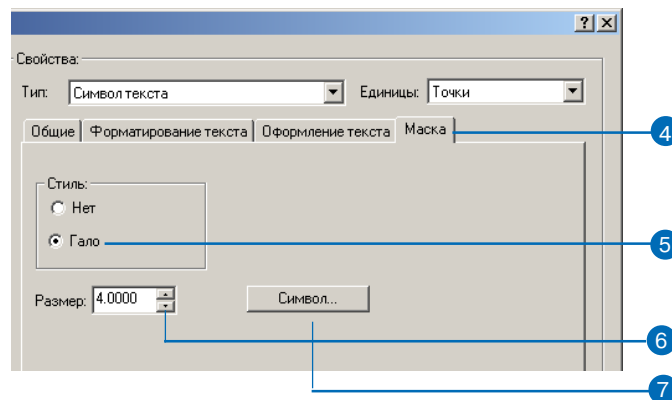 Свойства:
Тип: Символ текста Единицы: Точки
Общие Форматирование текста Оформление текста Маска 4
Стиль:
Нет
Гало 5
Размер: 4.0000 Символ...
6
7